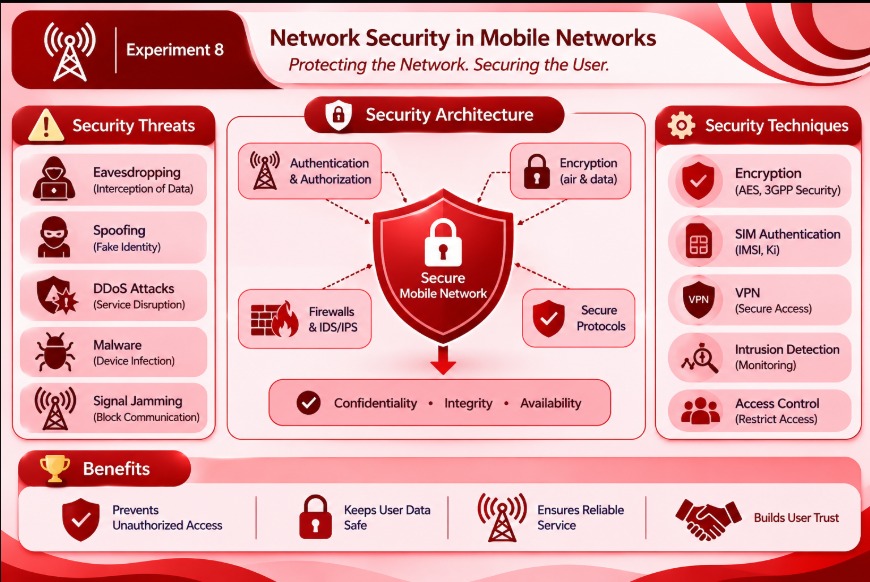 Experiment 8
Network Security in Mobile Networks
Protecting the Network. Securing the User.
Security Threats
Eavesdropping
(Interception of Data)
Spoofing
(Fake Identity)
DDoS Attacks
(Service Disruption)
Malware
(Device Infection)
Signal Jamming
(Block Communication)
Security Architecture
Authentication
& Authorization
Encryption
(air & data)
Secure
Mobile Network
Firewalls
& IDS/IPS
Secure
Protocols
Confidentiality • Integrity • Availability
Security Techniques
Encryption
(AES, 3GPP Security)
SIM Authentication
(IMSI, Ki)
VPN
VPN
(Secure Access)
Intrusion Detection
(Monitoring)
Access Control
(Restrict Access)
Benefits
Prevents
Unauthorized Access
Keeps User Data
Safe
Ensures Reliable
Service
Builds User Trust